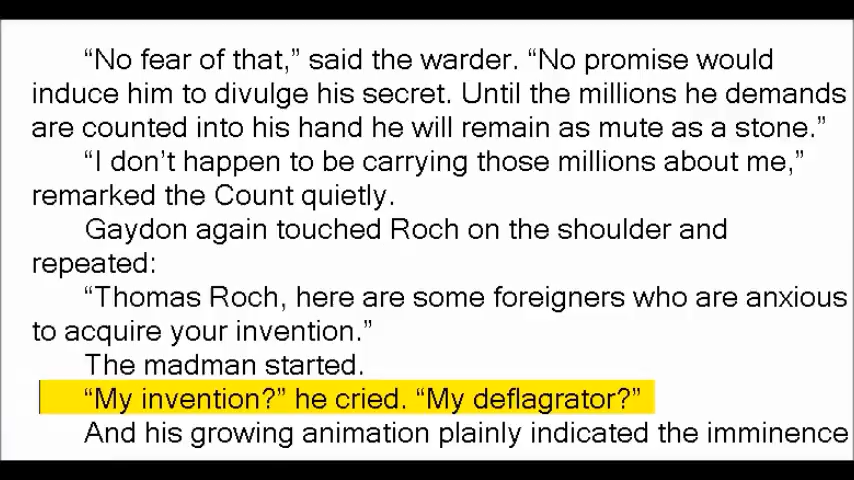 “No fear of that,” said the warder. “No promise would
induce him to divulge his secret. Until the millions he demands
are counted into his hand he will remain as mute as a stone.”
“I don’t happen to be carrying those millions about me,”
remarked the Count quietly.
Gaydon again touched Roch on the shoulder and
repeated:
“Thomas Roch, here are some foreigners who are anxious
to acquire your invention.”
The madman started.
“My invention?” he cried. “My deflagrator?”
And his growing animation plainly indicated the imminence